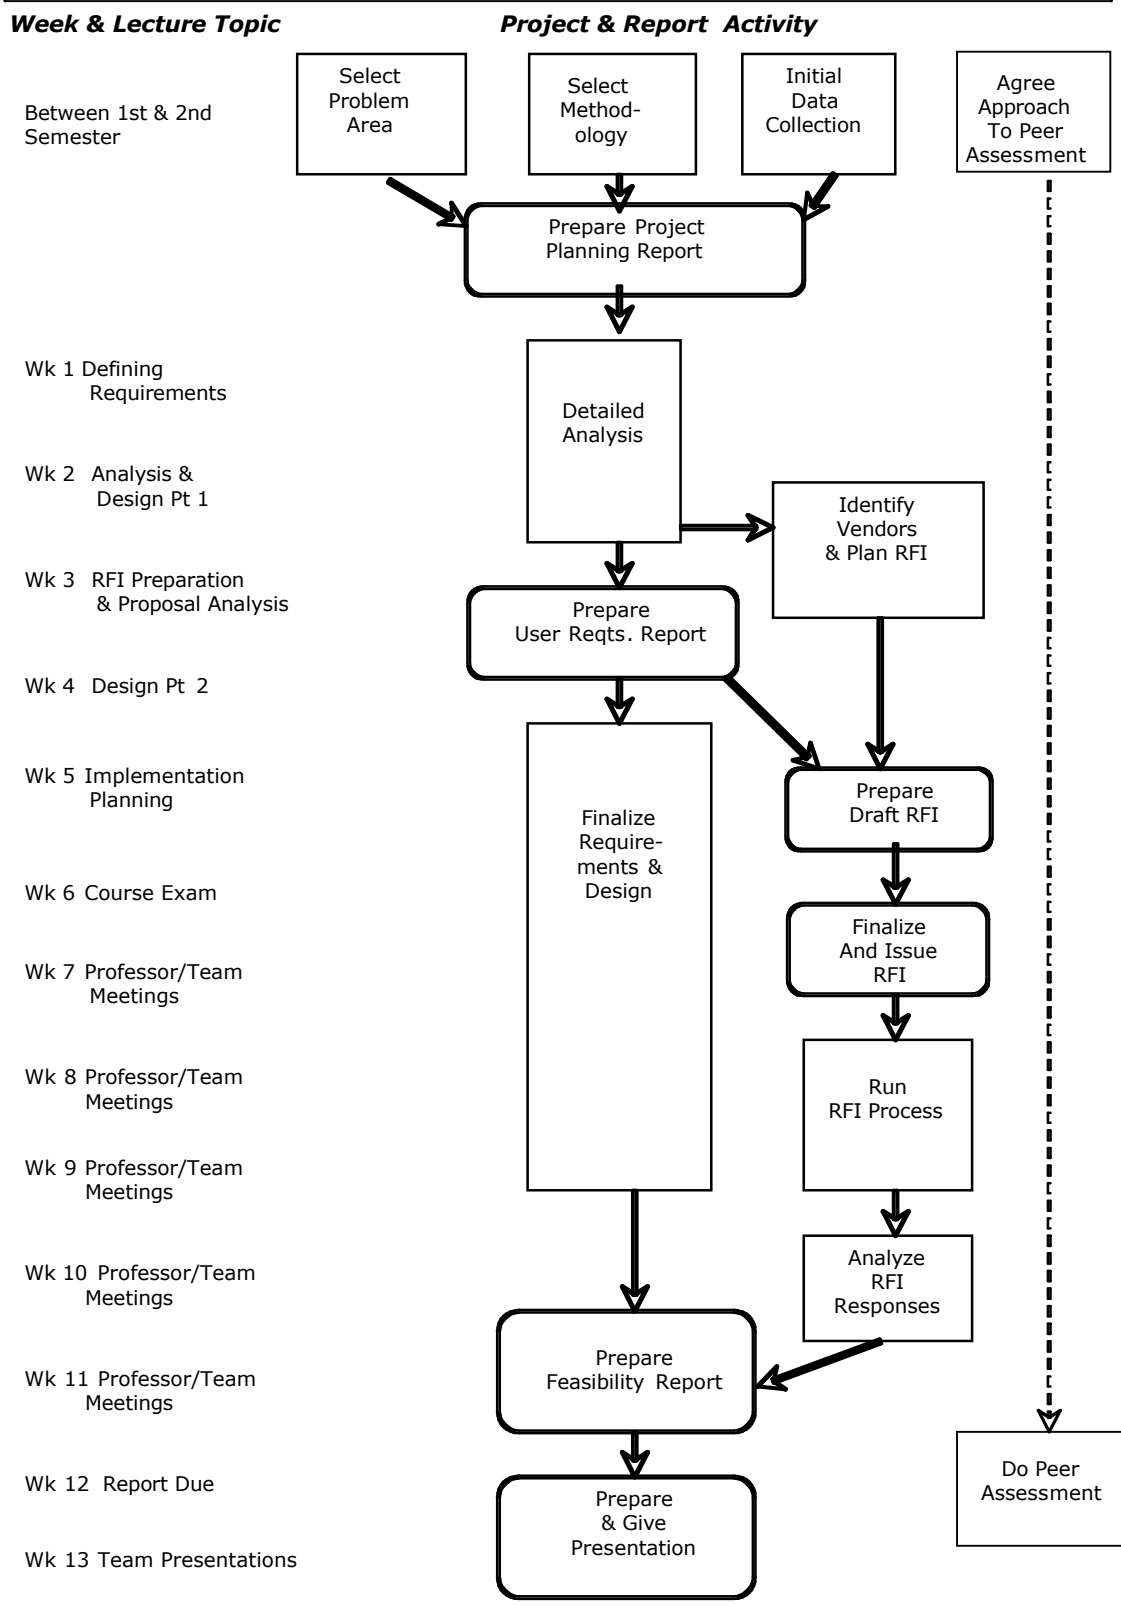 Week & Lecture Topic
Project & Report Activity
Between 1st & 2nd
Semester
Select
Problem
Area
Select
Method-
ology
Initial
Data
Collection
Agree
Approach
To Peer
Assessment
Prepare Project
Planning Report
Wk 1 Defining
Requirements
Detailed
Analysis
Wk 2 Analysis &
Design Pt 1
Identify
Vendors
& Plan RFI
Wk 3 RFI Preparation
& Proposal Analysis
Prepare
User Reqts. Report
Wk 4 Design Pt 2
Wk 5 Implementation
Planning
Prepare
Draft RFI
Finalize
Require-
ments &
Design
Wk 6 Course Exam
Finalize
And Issue
RFI
Wk 7 Professor/Team
Meetings
Wk 8 Professor/Team
Meetings
Run
RFI Process
Wk 9 Professor/Team
Meetings
Wk 10 Professor/Team
Meetings
Analyze
RFI
Responses
Wk 11 Professor/Team
Meetings
Prepare
Feasibility Report
Wk 12 Report Due
Do Peer
Assessment
Prepare
& Give
Presentation
Wk 13 Team Presentations